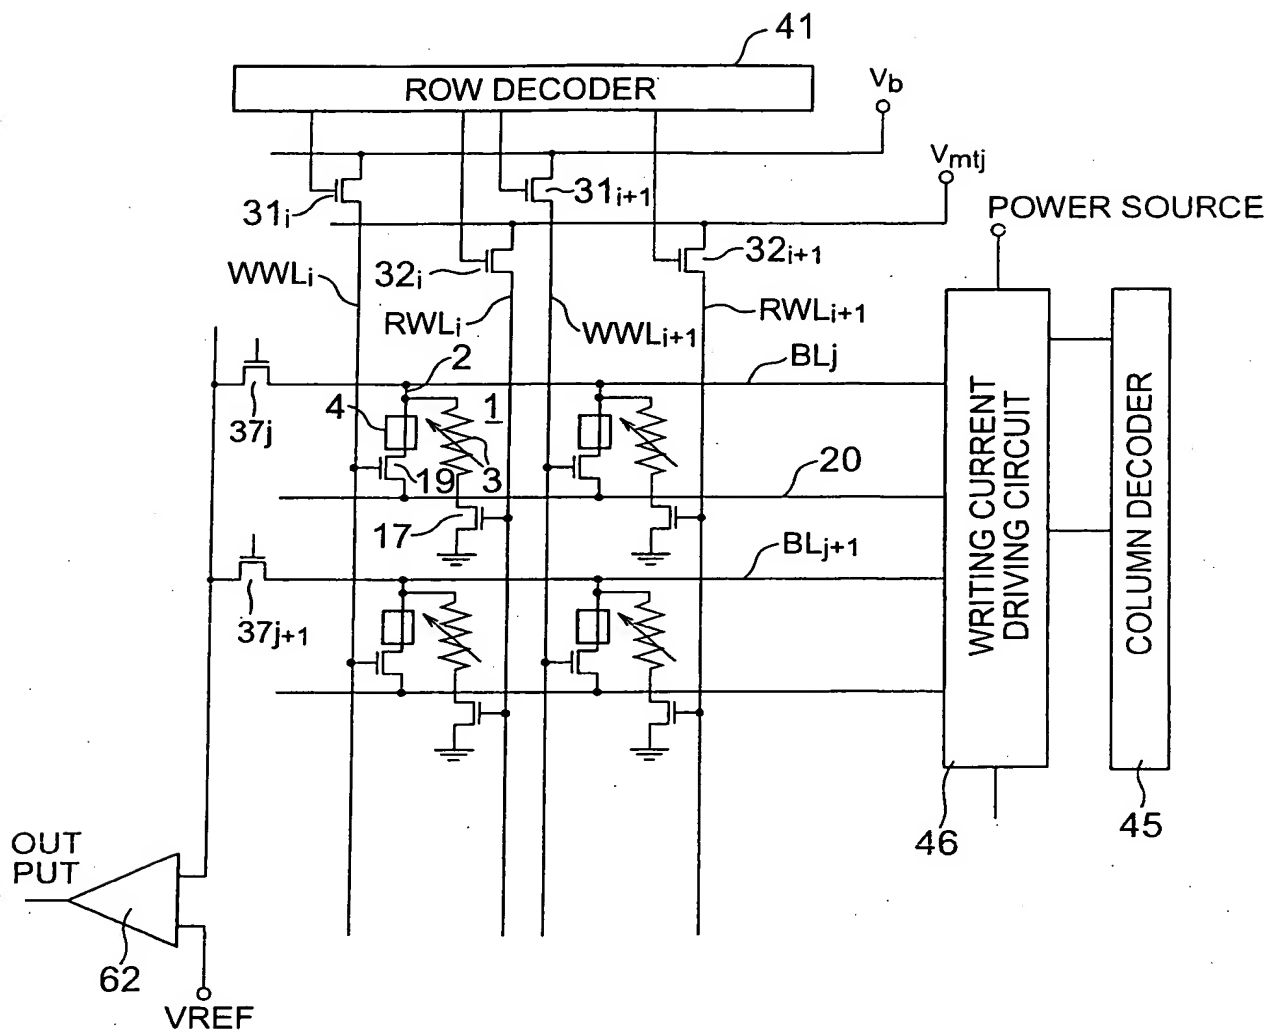 41
ROW DECODER
Vb
Vmtj
31i
31i+1
POWER SOURCE
WWLi
32i
32i+1
RWLi
WWLi+1
RWLi+1
2
BLj
37j
4
1
19
3
20
17
BLj+1
37j+1
WRITING CURRENT
DRIVING CIRCUIT
COLUMN DECODER
46
45
OUT
PUT
62
VREF